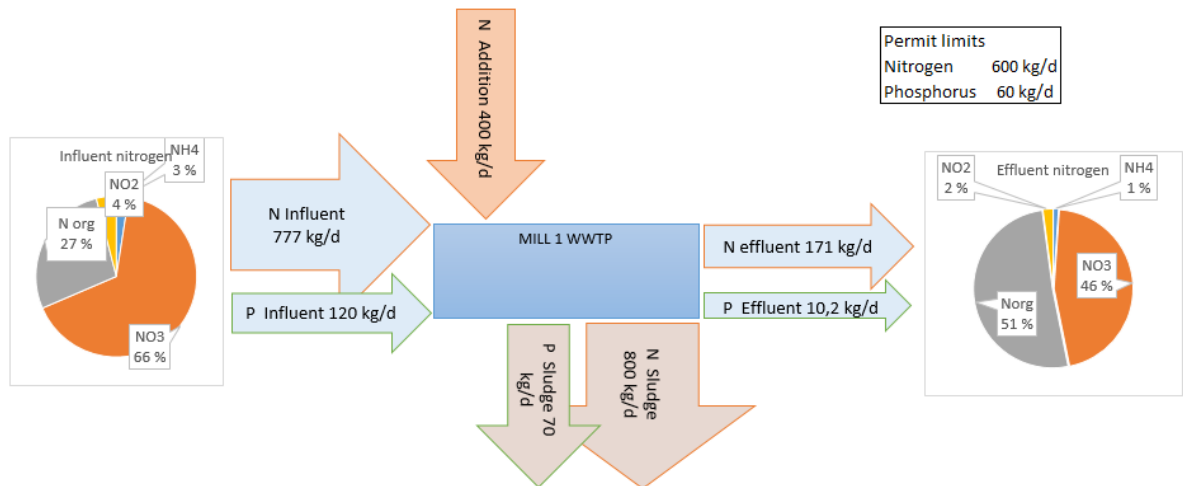 N Addition 400 kg/d
Permit limits
Nitrogen 600 kg/d
Phosphorus 60 kg/d
Influent nitrogen
NH4
3 %
NO2
4 %
N org
27 %
NO3
66 %
N Influent
777 kg/d
P Influent 120 kg/d
MILL 1 WWTP
N effluent 171 kg/d
P Effluent 10,2 kg/d
P Sludge 70
kg/d
N Sludge
800 kg/d
Effluent nitrogen
NO2
2 %
NH4
1 %
NO3
46 %
Norg
51 %